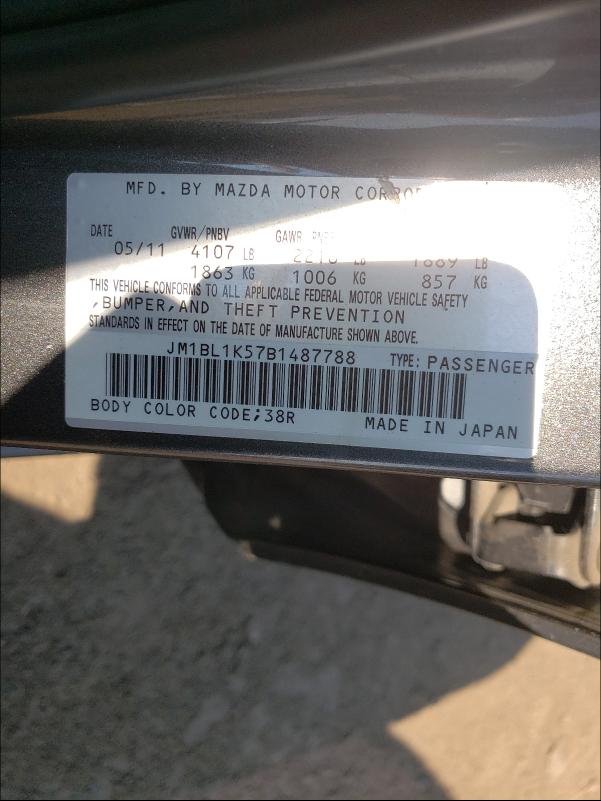 MFD. BY MAZDA MOTOR
DATE GVWR/PNBV GAWR
05/11 4107 LB LB LB
1863 KG 1006 KG 857 KG
THIS VEHICLE CONFORMS TO ALL APPLICABLE FEDERAL MOTOR VEHICLE SAFETY
,BUMPER,AND THEFT PREVENTION
STANDARDS IN EFFECT ON THE DATE OF MANUFACTURE SHOWN ABOVE.
JM1BL1K57B1487788 TYPE: PASSENGER
BODY COLOR CODE;38R MADE IN JAPAN